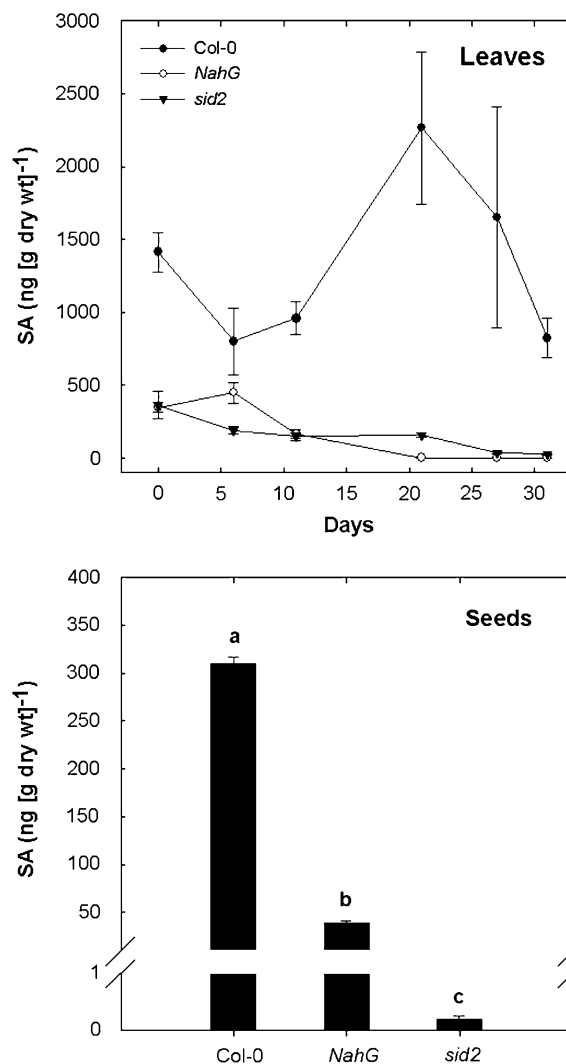 3000
2500
2000
1500
1000
500
0
SA (ng [g dry wt]-1)
Col-0
NahG
sid2
Leaves
0 5 10 15 20 25 30
Days
400
350
300
250
200
150
100
50
1
0
SA (ng [g dry wt]-1)
Seeds
a
b
c
Col-0 NahG sid2